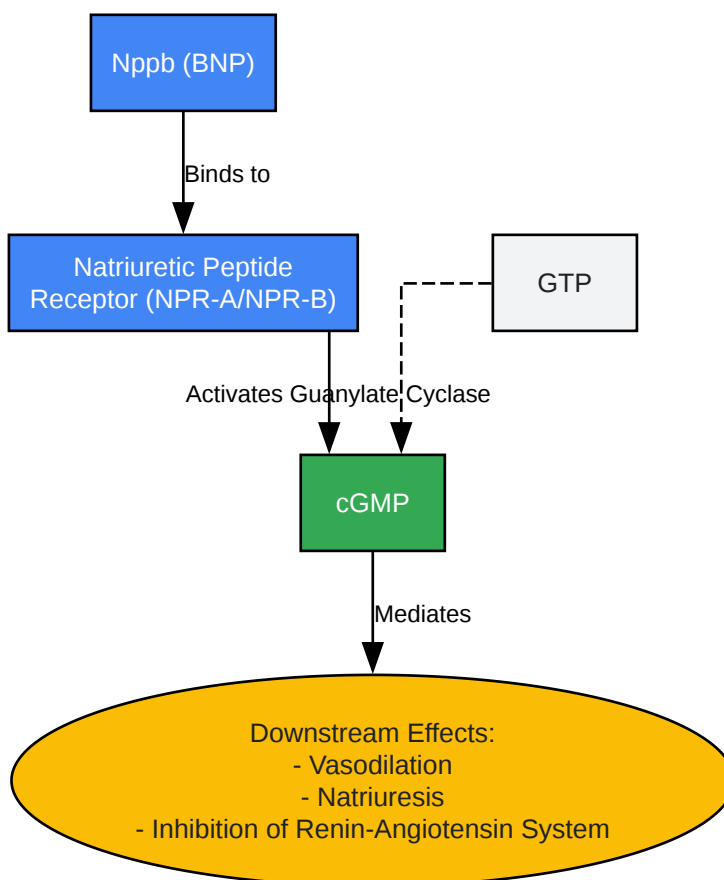 Nppb (BNP)
Binds to
Natriuretic Peptide
Receptor (NPR-A/NPR-B)
GTP
Activates Guanylate Cyclase
cGMP
Mediates
Downstream Effects:
- Vasodilation
- Natriuresis
- Inhibition of Renin-Angiotensin System